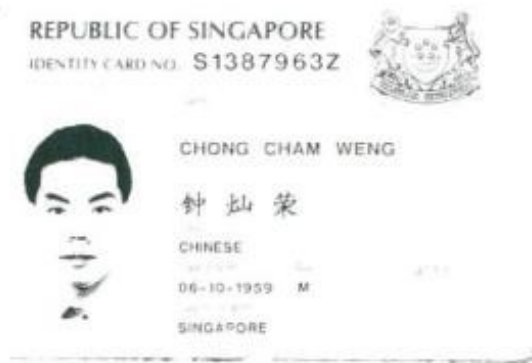 REPUBLIC OF SINGAPORE
IDENTITY CARD NO. S1387963Z
CHONG CHAM WENG
钟 灿 荣
CHINESE
06-10-1959 M
SINGAPORE